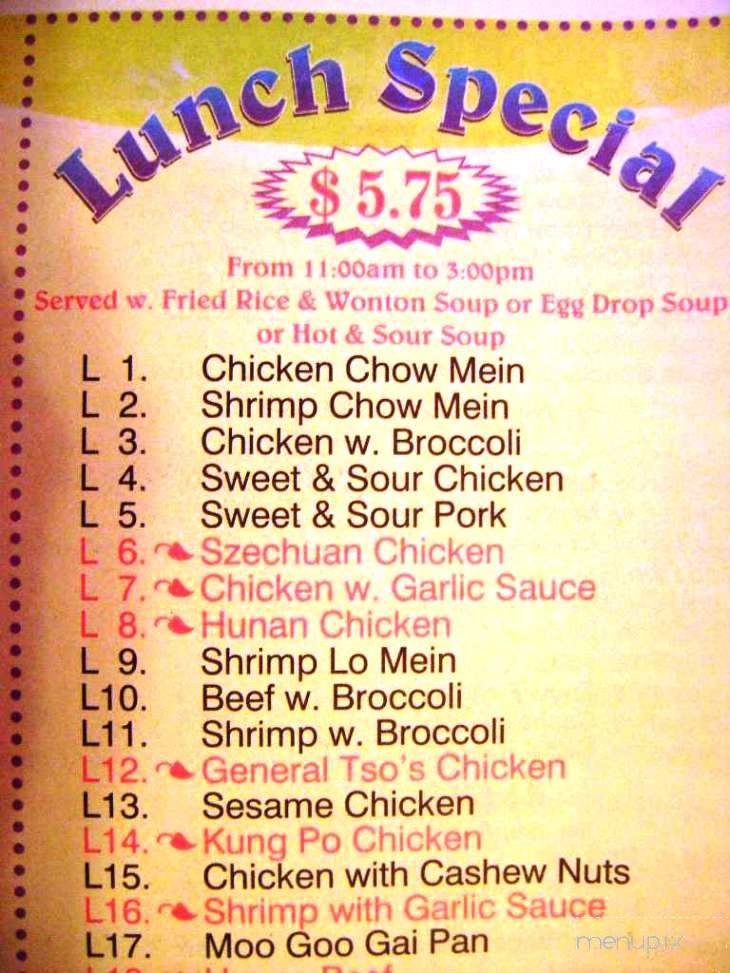 Lunch Special
$ 5.75
From 11:00am to 3:00pm
Served w. Fried Rice & Wonton Soup or Egg Drop Soup
or Hot & Sour Soup
L 1. Chicken Chow Mein
L 2. Shrimp Chow Mein
L 3. Chicken w. Broccoli
L 4. Sweet & Sour Chicken
L 5. Sweet & Sour Pork
L 6. Szechuan Chicken
L 7. Chicken w. Garlic Sauce
L 8. Hunan Chicken
L 9. Shrimp Lo Mein
L10. Beef w. Broccoli
L11. Shrimp w. Broccoli
L12. General Tso's Chicken
L13. Sesame Chicken
L14. Kung Po Chicken
L15. Chicken with Cashew Nuts
L16. Shrimp with Garlic Sauce
L17. Moo Goo Gai Pan
menupix